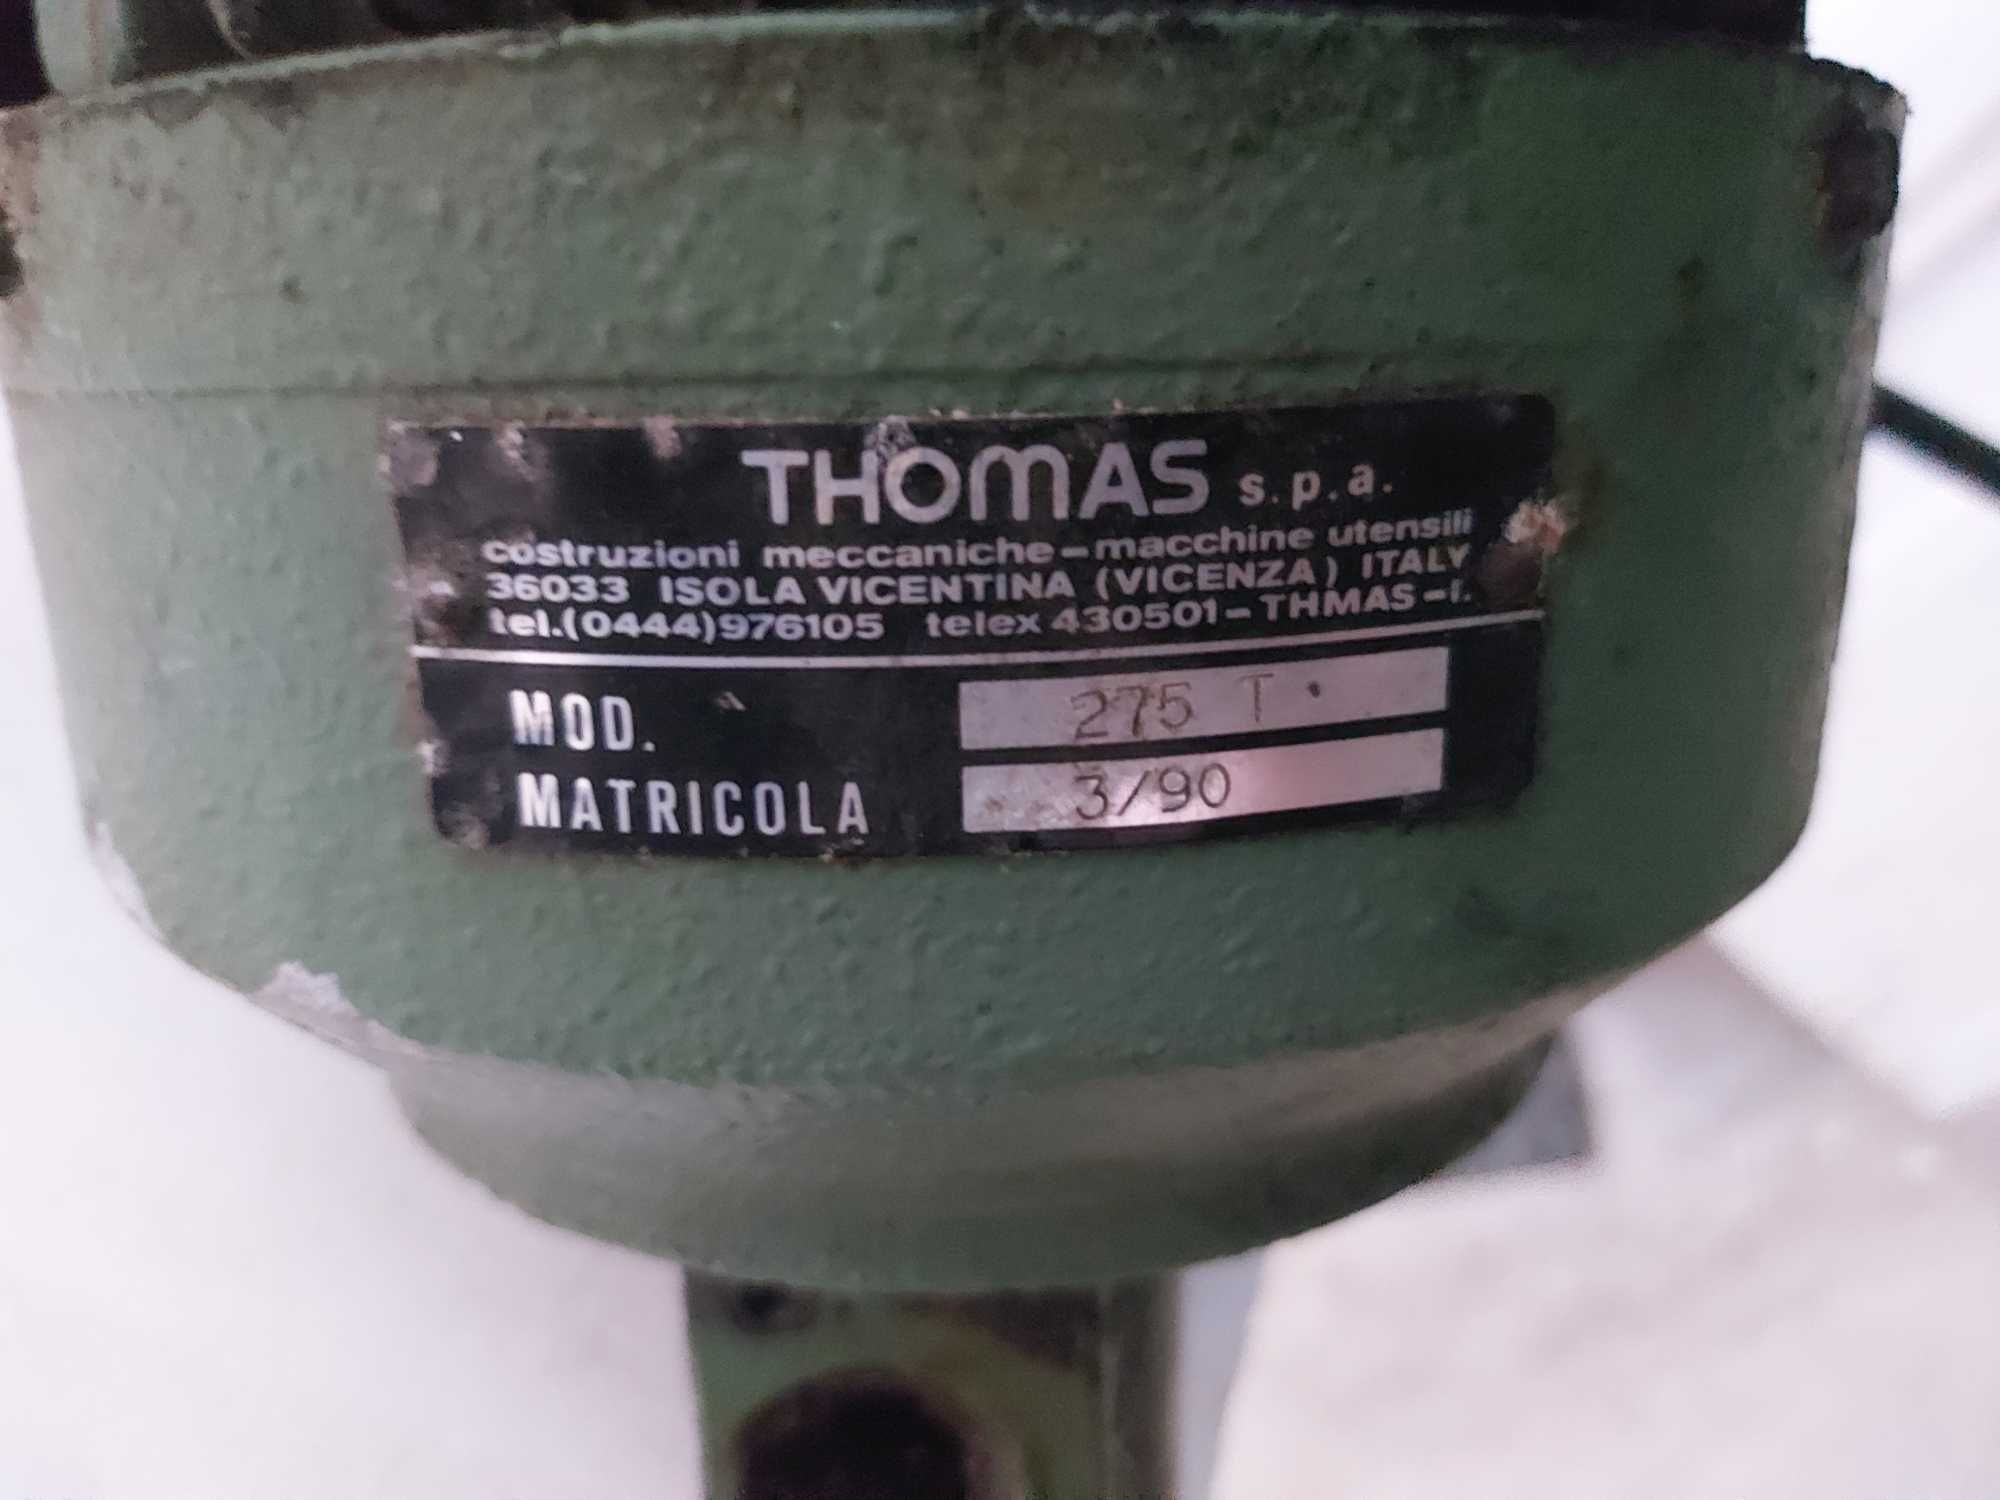 THOMAS s.p.a.
costruzioni meccaniche-macchine utensili
36033 ISOLA VICENTINA (VICENZA) ITALY
tel.(0444)976105 telex 430501-THMAS-I.
MOD. 275 T
MATRICOLA 3/90